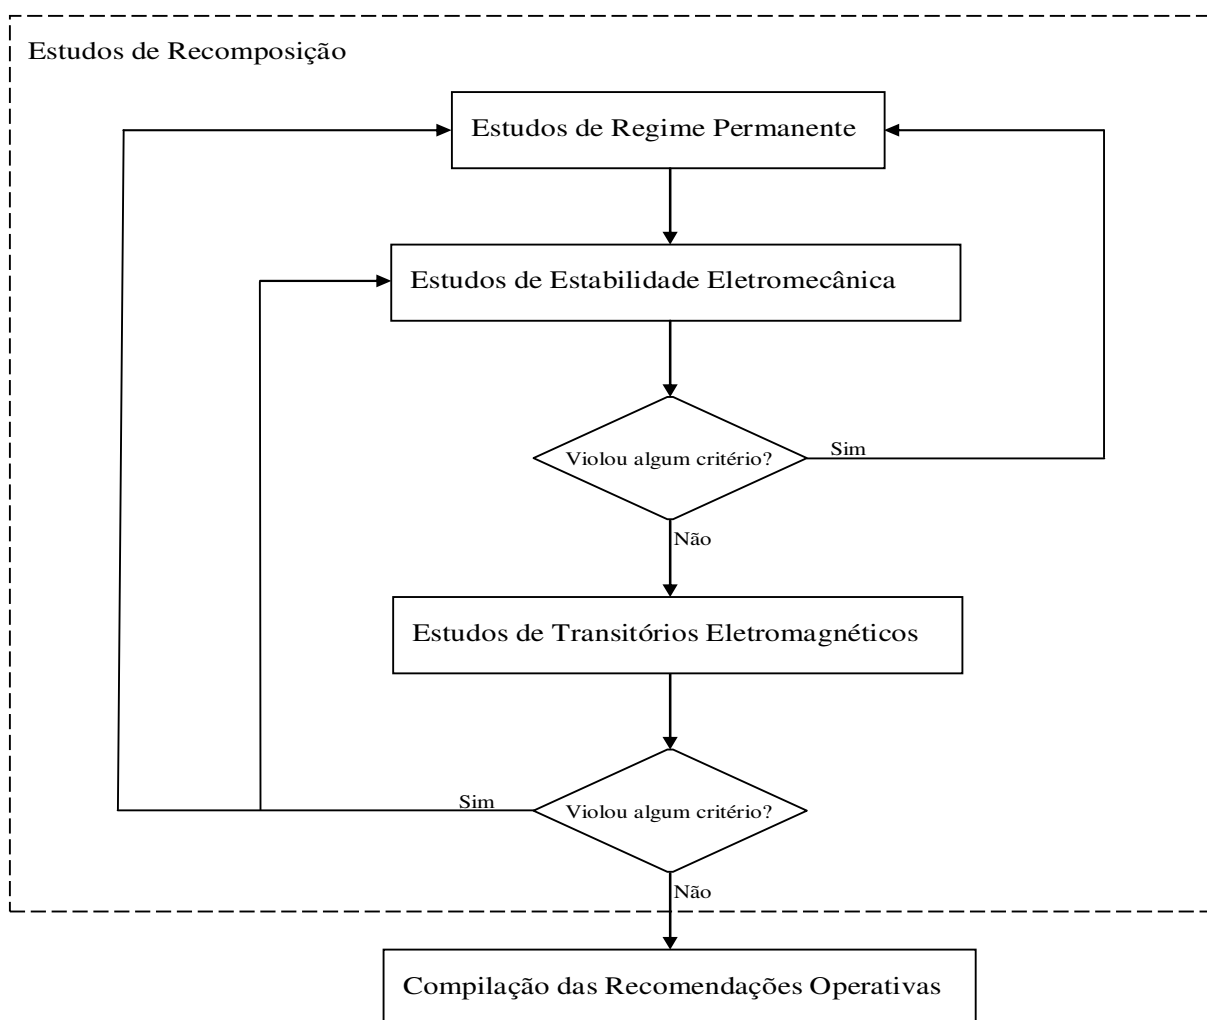 Estudos de Recomposição
Estudos de Regime Permanente
Estudos de Estabilidade Eletromecânica
Violou algum critério?
Sim
Não
Estudos de Transitórios Eletromagnéticos
Sim
Violou algum critério?
Não
Compilação das Recomendações Operativas